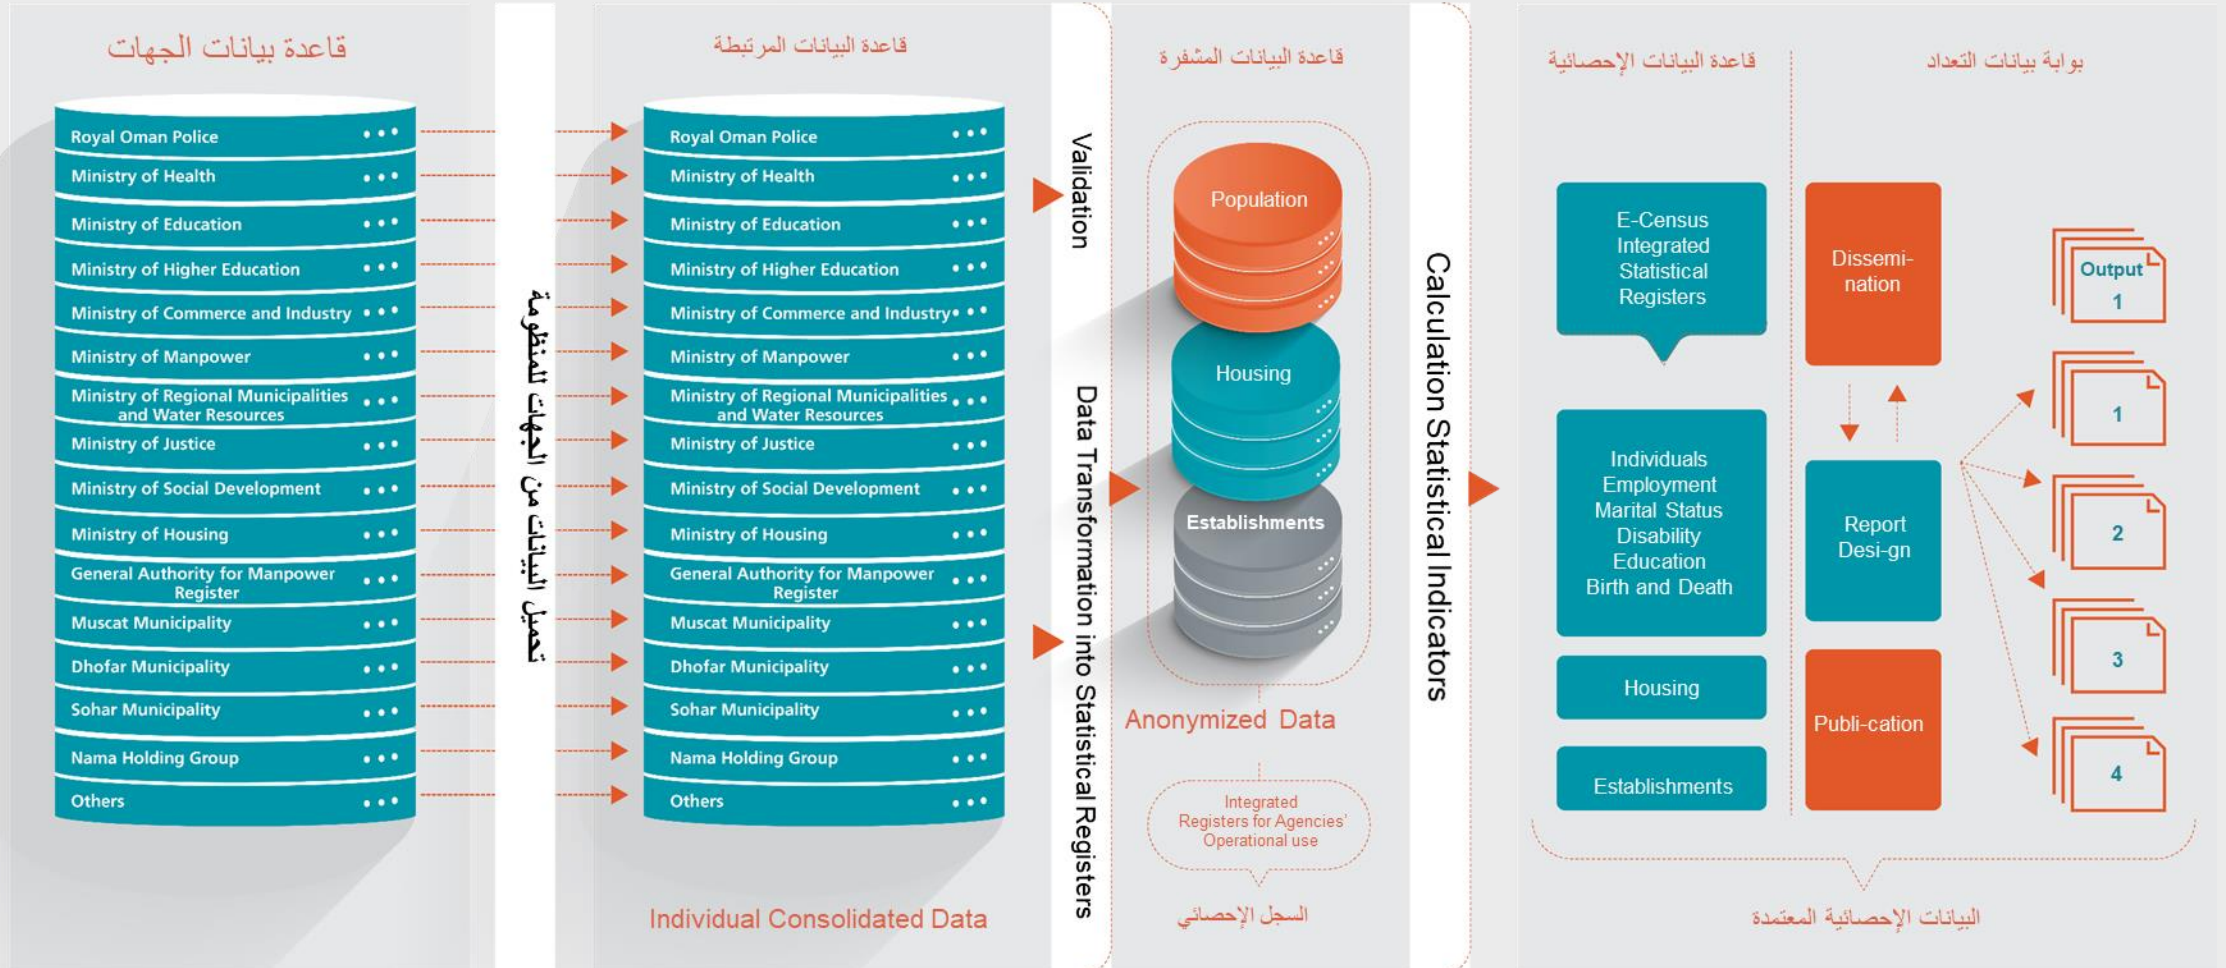 قاعدة بيانات الجهات
Royal Oman Police
Ministry of Health
Ministry of Education
Ministry of Higher Education
Ministry of Commerce and Industry
Ministry of Manpower
Ministry of Regional Municipalities
and Water Resources
Ministry of Justice
Ministry of Social Development
Ministry of Housing
General Authority for Manpower
Register
Muscat Municipality
Dhofar Municipality
Sohar Municipality
Nama Holding Group
Others
تحميل البيانات من الجهات للمنظومة
قاعدة البيانات المرتبطة
Royal Oman Police
Ministry of Health
Ministry of Education
Ministry of Higher Education
Ministry of Commerce and Industry
Ministry of Manpower
Ministry of Regional Municipalities
and Water Resources
Ministry of Justice
Ministry of Social Development
Ministry of Housing
General Authority for Manpower
Register
Muscat Municipality
Dhofar Municipality
Sohar Municipality
Nama Holding Group
Others
Individual Consolidated Data
Validation
Data Transformation into Statistical Registers
قاعدة البيانات المشفرة
Population
Housing
Establishments
Anonymized Data
Integrated
Registers for Agencies'
Operational use
السجل الإحصائي
Calculation Statistical Indicators
قاعدة البيانات الإحصائية
E-Census
Integrated
Statistical
Registers
Individuals
Employment
Marital Status
Disability
Education
Birth and Death
Housing
Establishments
بوابة بيانات التعداد
Dissemi-
nation
Report
Desi-gn
Publi-cation
Output
1
1
2
3
4
البيانات الإحصائية المعتمدة